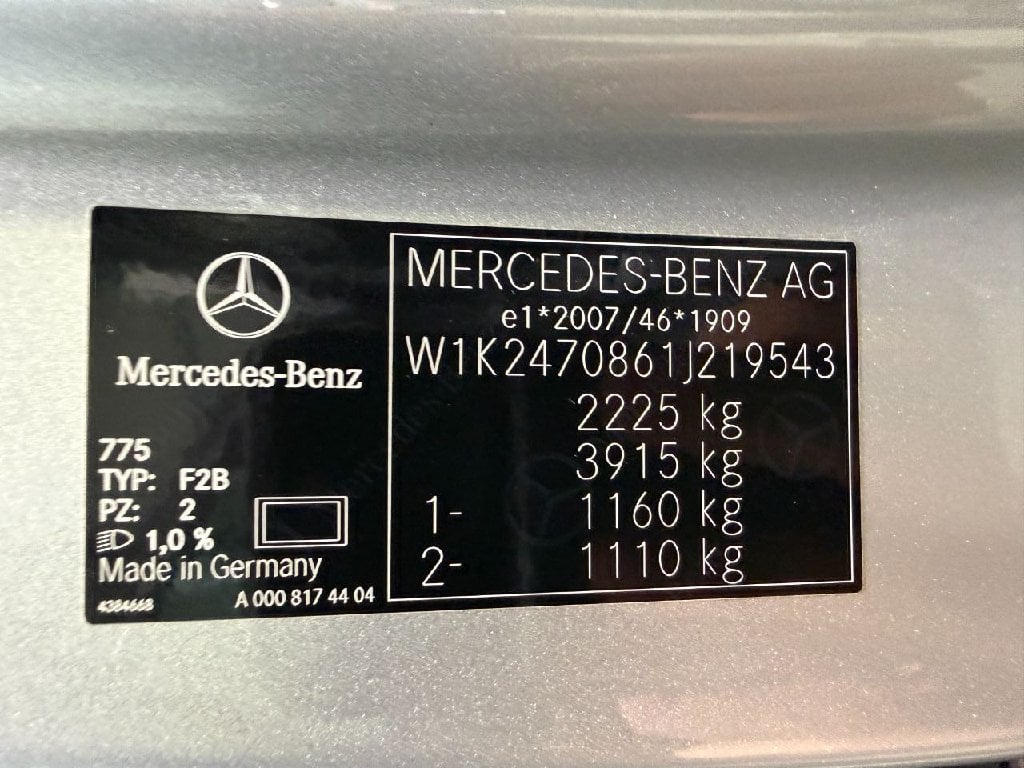 Mercedes-Benz
775
TYP: F2B
PZ: 2
1,0 %
Made in Germany
4384668
A 000 817 44 04
MERCEDES-BENZ AG
e1*2007/46*1909
W1K2470861J219543
2225 kg
3915 kg
1- 1160 kg
2- 1110 kg